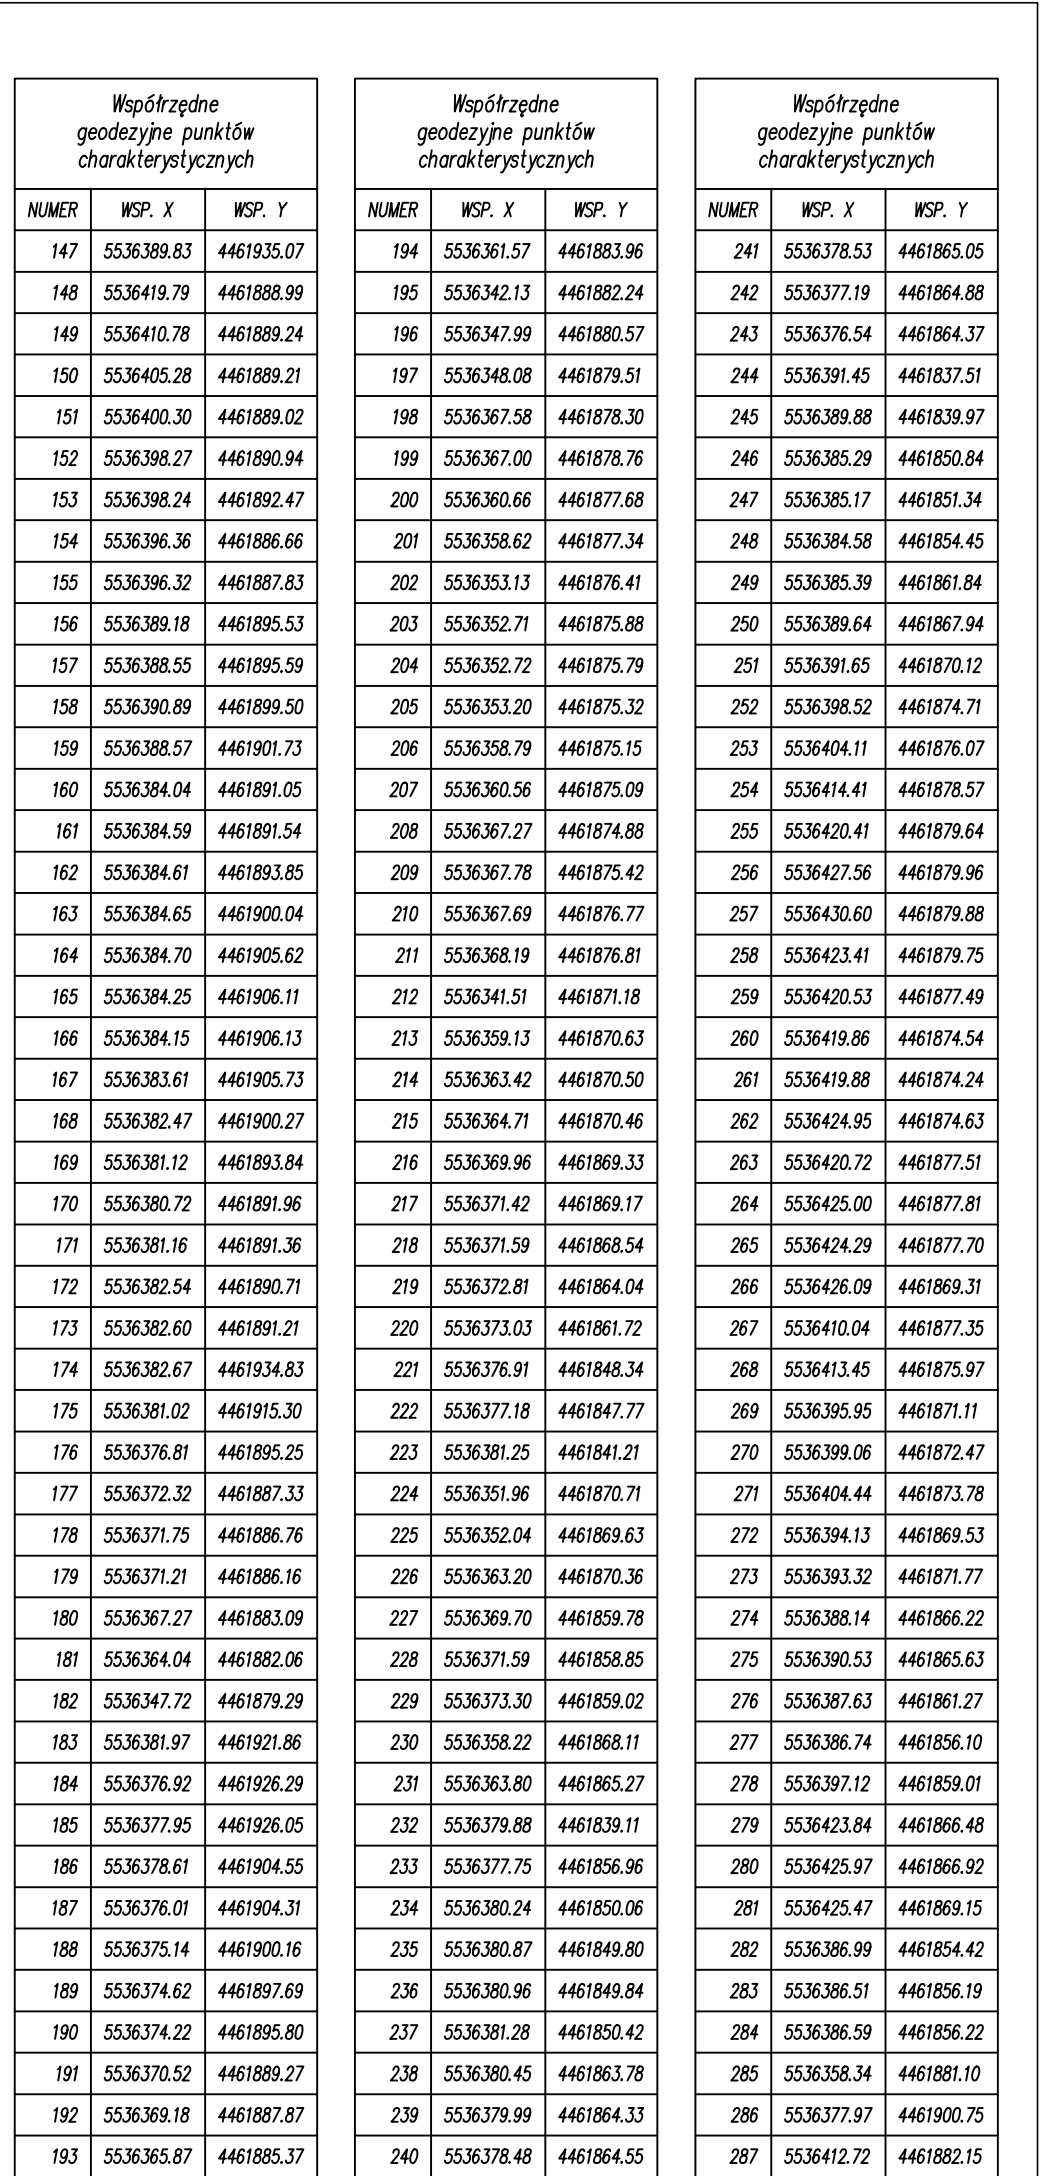 Współrzędne
geodezyjne punktów
charakterystycznych
NUMER WSP. X WSP. Y
147 5536389.83 4461935.07
148 5536419.79 4461888.99
149 5536410.78 4461889.24
150 5536405.28 4461889.21
151 5536400.30 4461889.02
152 5536398.27 4461890.94
153 5536398.24 4461892.47
154 5536396.36 4461886.66
155 5536396.32 4461887.83
156 5536389.18 4461895.53
157 5536388.55 4461895.59
158 5536390.89 4461899.50
159 5536388.57 4461901.73
160 5536384.04 4461891.05
161 5536384.59 4461891.54
162 5536384.61 4461893.85
163 5536384.65 4461900.04
164 5536384.70 4461905.62
165 5536384.25 4461906.11
166 5536384.15 4461906.13
167 5536383.61 4461905.73
168 5536382.47 4461900.27
169 5536381.12 4461893.84
170 5536380.72 4461891.96
171 5536381.16 4461891.36
172 5536382.54 4461890.71
173 5536382.60 4461891.21
174 5536382.67 4461934.83
175 5536381.02 4461915.30
176 5536376.81 4461895.25
177 5536372.32 4461887.33
178 5536371.75 4461886.76
179 5536371.21 4461886.16
180 5536367.27 4461883.09
181 5536364.04 4461882.06
182 5536347.72 4461879.29
183 5536381.97 4461921.86
184 5536376.92 4461926.29
185 5536377.95 4461926.05
186 5536378.61 4461904.55
187 5536376.01 4461904.31
188 5536375.14 4461900.16
189 5536374.62 4461897.69
190 5536374.22 4461895.80
191 5536370.52 4461889.27
192 5536369.18 4461887.87
193 5536365.87 4461885.37
Współrzędne
geodezyjne punktów
charakterystycznych
NUMER WSP. X WSP. Y
194 5536361.57 4461883.96
195 5536342.13 4461882.24
196 5536347.99 4461880.57
197 5536348.08 4461879.51
198 5536367.58 4461878.30
199 5536367.00 4461878.76
200 5536360.66 4461877.68
201 5536358.62 4461877.34
202 5536353.13 4461876.41
203 5536352.71 4461875.88
204 5536352.72 4461875.79
205 5536353.20 4461875.32
206 5536358.79 4461875.15
207 5536360.56 4461875.09
208 5536367.27 4461874.88
209 5536367.78 4461875.42
210 5536367.69 4461876.77
211 5536368.19 4461876.81
212 5536341.51 4461871.18
213 5536359.13 4461870.63
214 5536363.42 4461870.50
215 5536364.71 4461870.46
216 5536369.96 4461869.33
217 5536371.42 4461869.17
218 5536371.59 4461868.54
219 5536372.81 4461864.04
220 5536373.03 4461861.72
221 5536376.91 4461848.34
222 5536377.18 4461847.77
223 5536381.25 4461841.21
224 5536351.96 4461870.71
225 5536352.04 4461869.63
226 5536363.20 4461870.36
227 5536369.70 4461859.78
228 5536371.59 4461858.85
229 5536373.30 4461859.02
230 5536358.22 4461868.11
231 5536363.80 4461865.27
232 5536379.88 4461839.11
233 5536377.75 4461856.96
234 5536380.24 4461850.06
235 5536380.87 4461849.80
236 5536380.96 4461849.84
237 5536381.28 4461850.42
238 5536380.45 4461863.78
239 5536379.99 4461864.33
240 5536378.48 4461864.55
Współrzędne
geodezyjne punktów
charakterystycznych
NUMER WSP. X WSP. Y
241 5536378.53 4461865.05
242 5536377.19 4461864.88
243 5536376.54 4461864.37
244 5536391.45 4461837.51
245 5536389.88 4461839.97
246 5536385.29 4461850.84
247 5536385.17 4461851.34
248 5536384.58 4461854.45
249 5536385.39 4461861.84
250 5536389.64 4461867.94
251 5536391.65 4461870.12
252 5536398.52 4461874.71
253 5536404.11 4461876.07
254 5536414.41 4461878.57
255 5536420.41 4461879.64
256 5536427.56 4461879.96
257 5536430.60 4461879.88
258 5536423.41 4461879.75
259 5536420.53 4461877.49
260 5536419.86 4461874.54
261 5536419.88 4461874.24
262 5536424.95 4461874.63
263 5536420.72 4461877.51
264 5536425.00 4461877.81
265 5536424.29 4461877.70
266 5536426.09 4461869.31
267 5536410.04 4461877.35
268 5536413.45 4461875.97
269 5536395.95 4461871.11
270 5536399.06 4461872.47
271 5536404.44 4461873.78
272 5536394.13 4461869.53
273 5536393.32 4461871.77
274 5536388.14 4461866.22
275 5536390.53 4461865.63
276 5536387.63 4461861.27
277 5536386.74 4461856.10
278 5536397.12 4461859.01
279 5536423.84 4461866.48
280 5536425.97 4461866.92
281 5536425.47 4461869.15
282 5536386.99 4461854.42
283 5536386.51 4461856.19
284 5536386.59 4461856.22
285 5536358.34 4461881.10
286 5536377.97 4461900.75
287 5536412.72 4461882.15